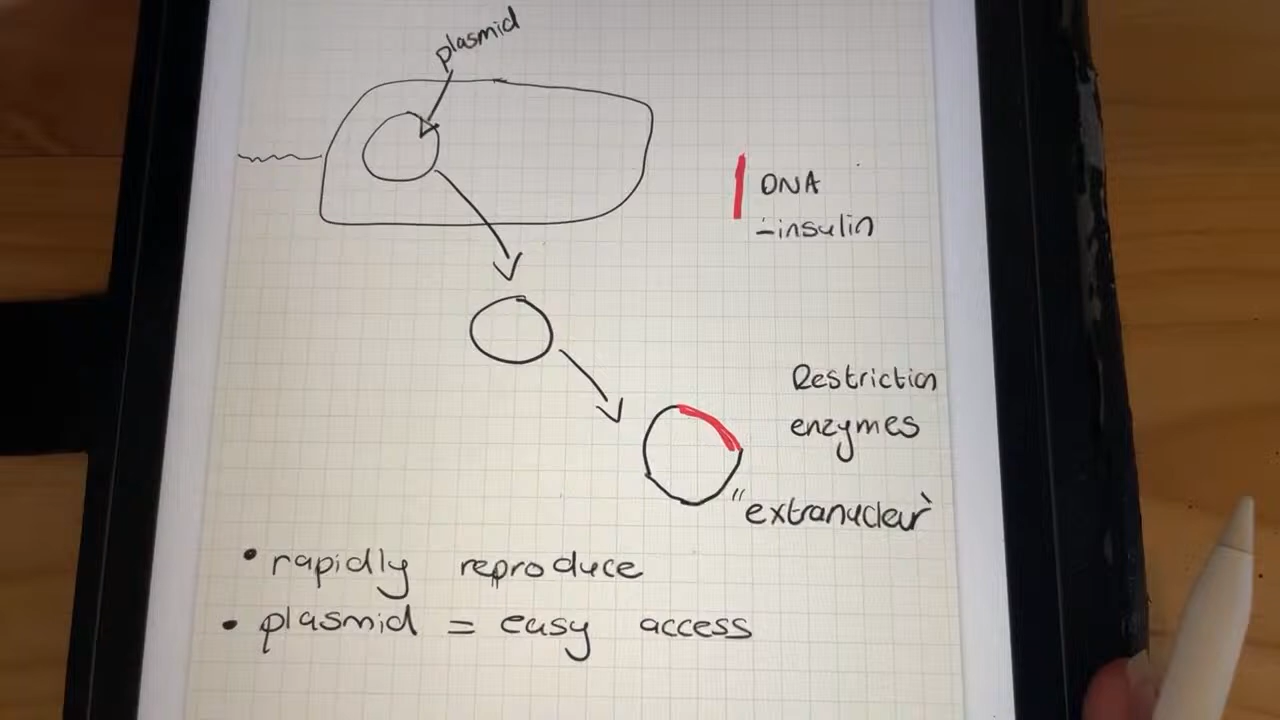 plasmid
DNA
-insulin
Restriction
enzymes
"extranuclear"
• rapidly reproduce
• plasmid = easy access